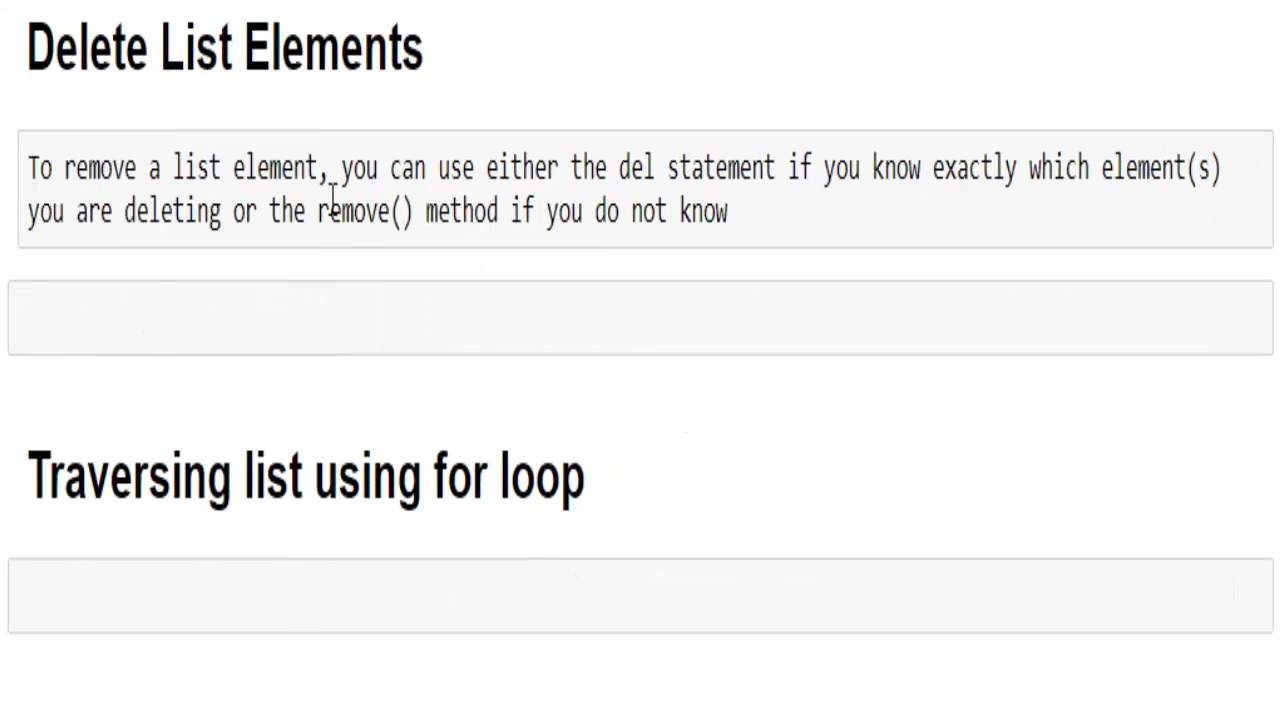 Delete List Elements
To remove a list element, you can use either the del statement if you know exactly which element(s)
you are deleting or the remove() method if you do not know
Traversing list using for loop